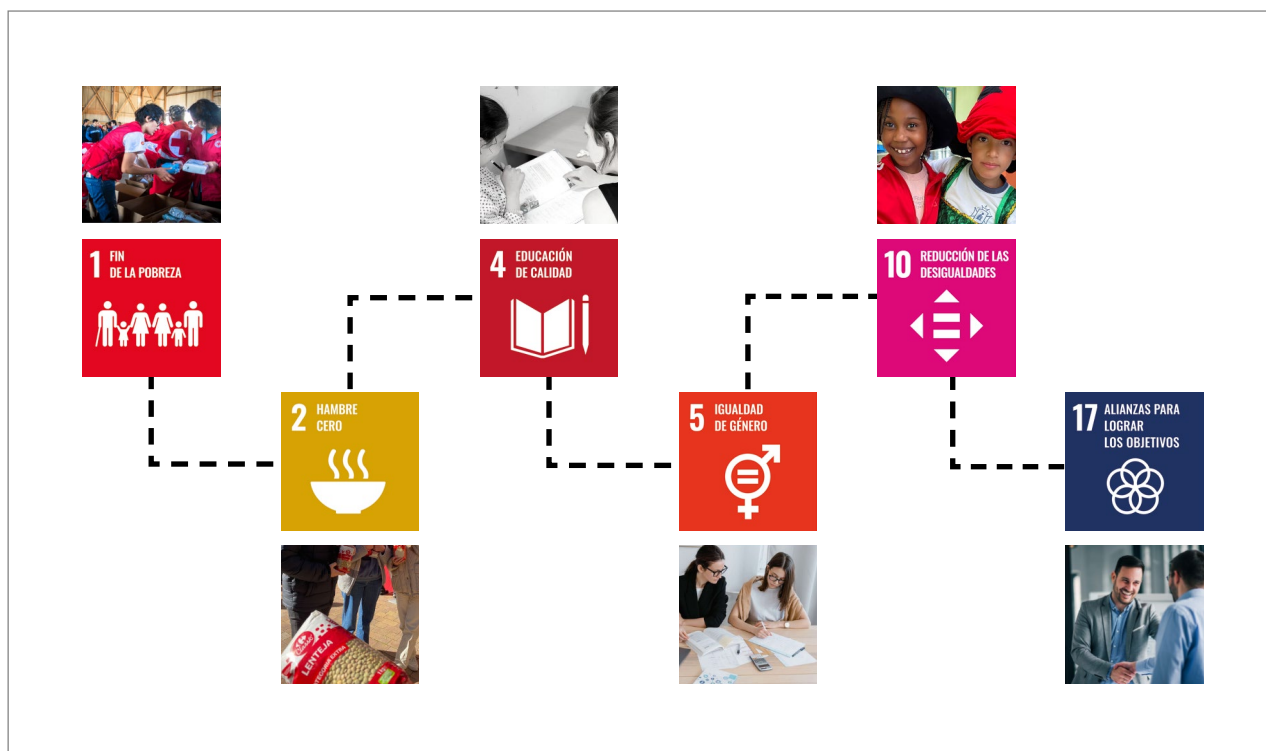 1 FIN
DE LA POBREZA
2 HAMBRE
CERO
4 EDUCACIÓN
DE CALIDAD
5 IGUALDAD
DE GÉNERO
10 REDUCCIÓN DE LAS
DESIGUALDADES
17 ALIANZAS PARA
LOGRAR
LOS OBJETIVOS
LENTEJA
EXTRA